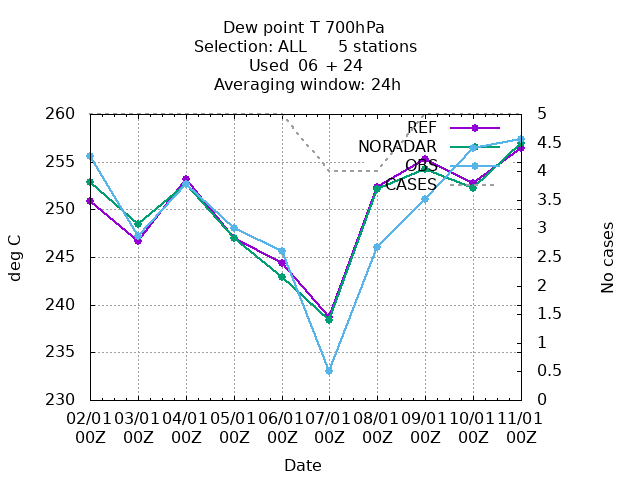 Dew point T 700hPa
Selection: ALL      5 stations
Used  06 + 24
Averaging window: 24h
260
255
250
245
240
235
230
deg C
5
4.5
4
3.5
3
2.5
2
1.5
1
0.5
0
No cases
REF
NORADAR
OBS
CASES
02/01 03/01 04/01 05/01 06/01 07/01 08/01 09/01 10/01 11/01
00Z 00Z 00Z 00Z 00Z 00Z 00Z 00Z 00Z 00Z
Date